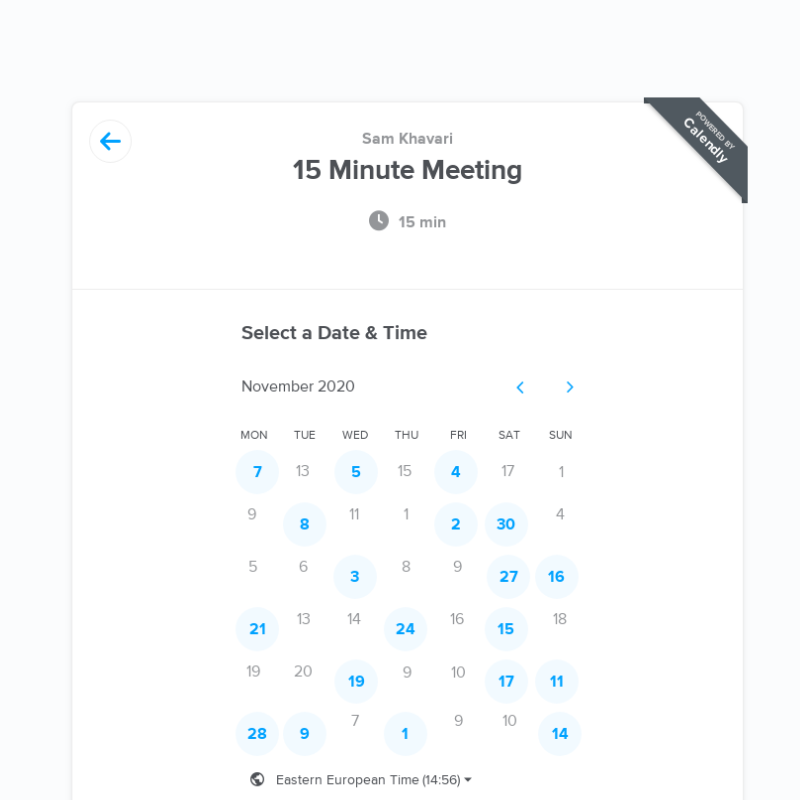 POWERED BY
Calendly
Sam Khavari
15 Minute Meeting
15 min
Select a Date & Time
November 2020
MON TUE WED THU FRI SAT SUN
7 13 5 15 4 17 1
9 8 11 1 2 30 4
5 6 3 8 9 27 16
21 13 14 24 16 15 18
19 20 19 9 10 17 11
28 9 7 1 9 10 14
Eastern European Time (14:56)